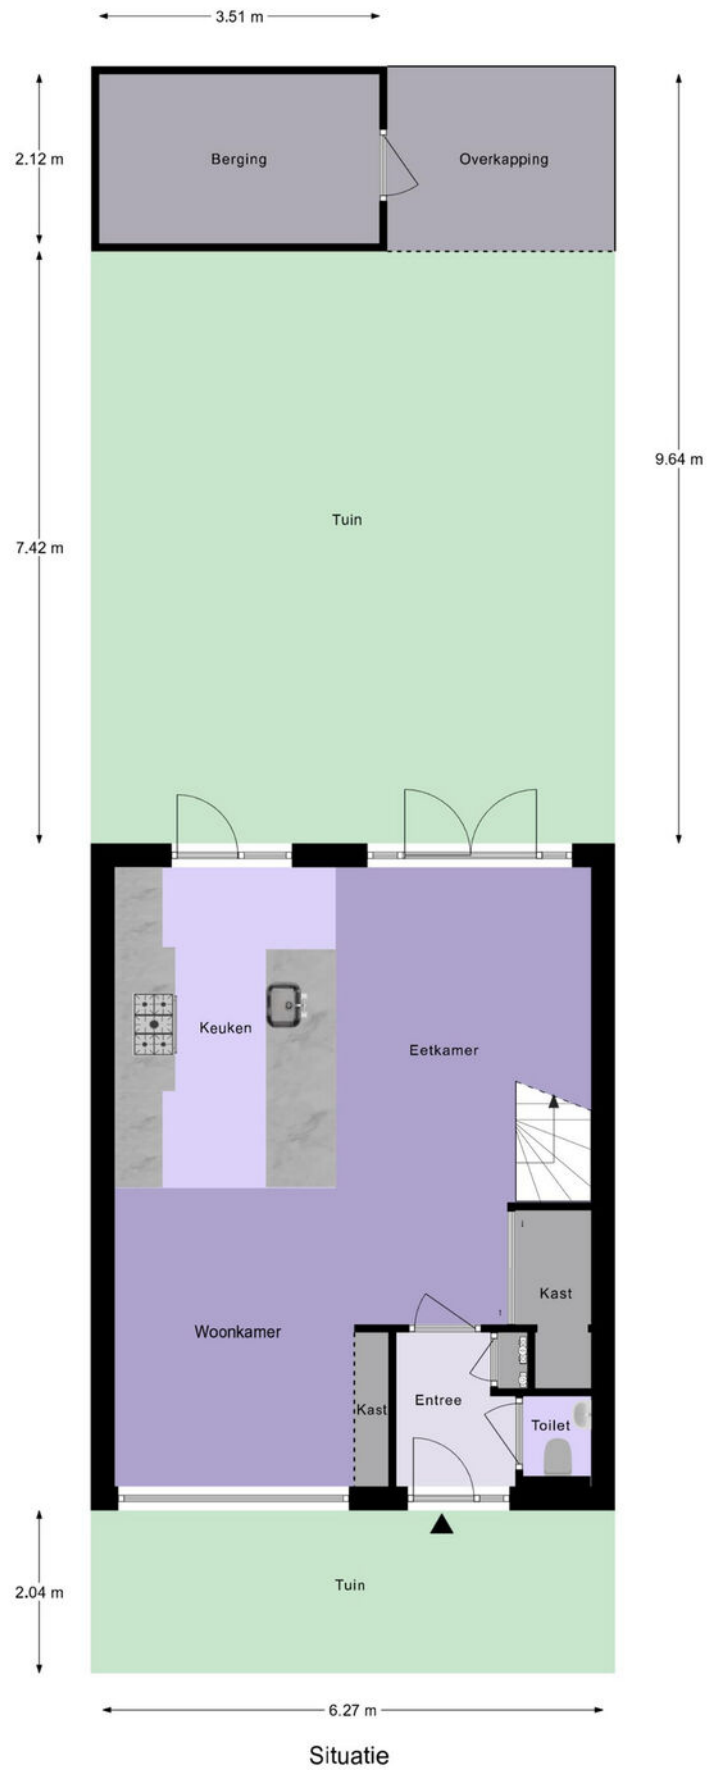 3.51 m
2.12 m
Berging
Overkapping
9.64 m
Tuin
7.42 m
Keuken
Eetkamer
Kast
Woonkamer
Entree
Kast
Toilet
Tuin
2.04 m
6.27 m
Situatie